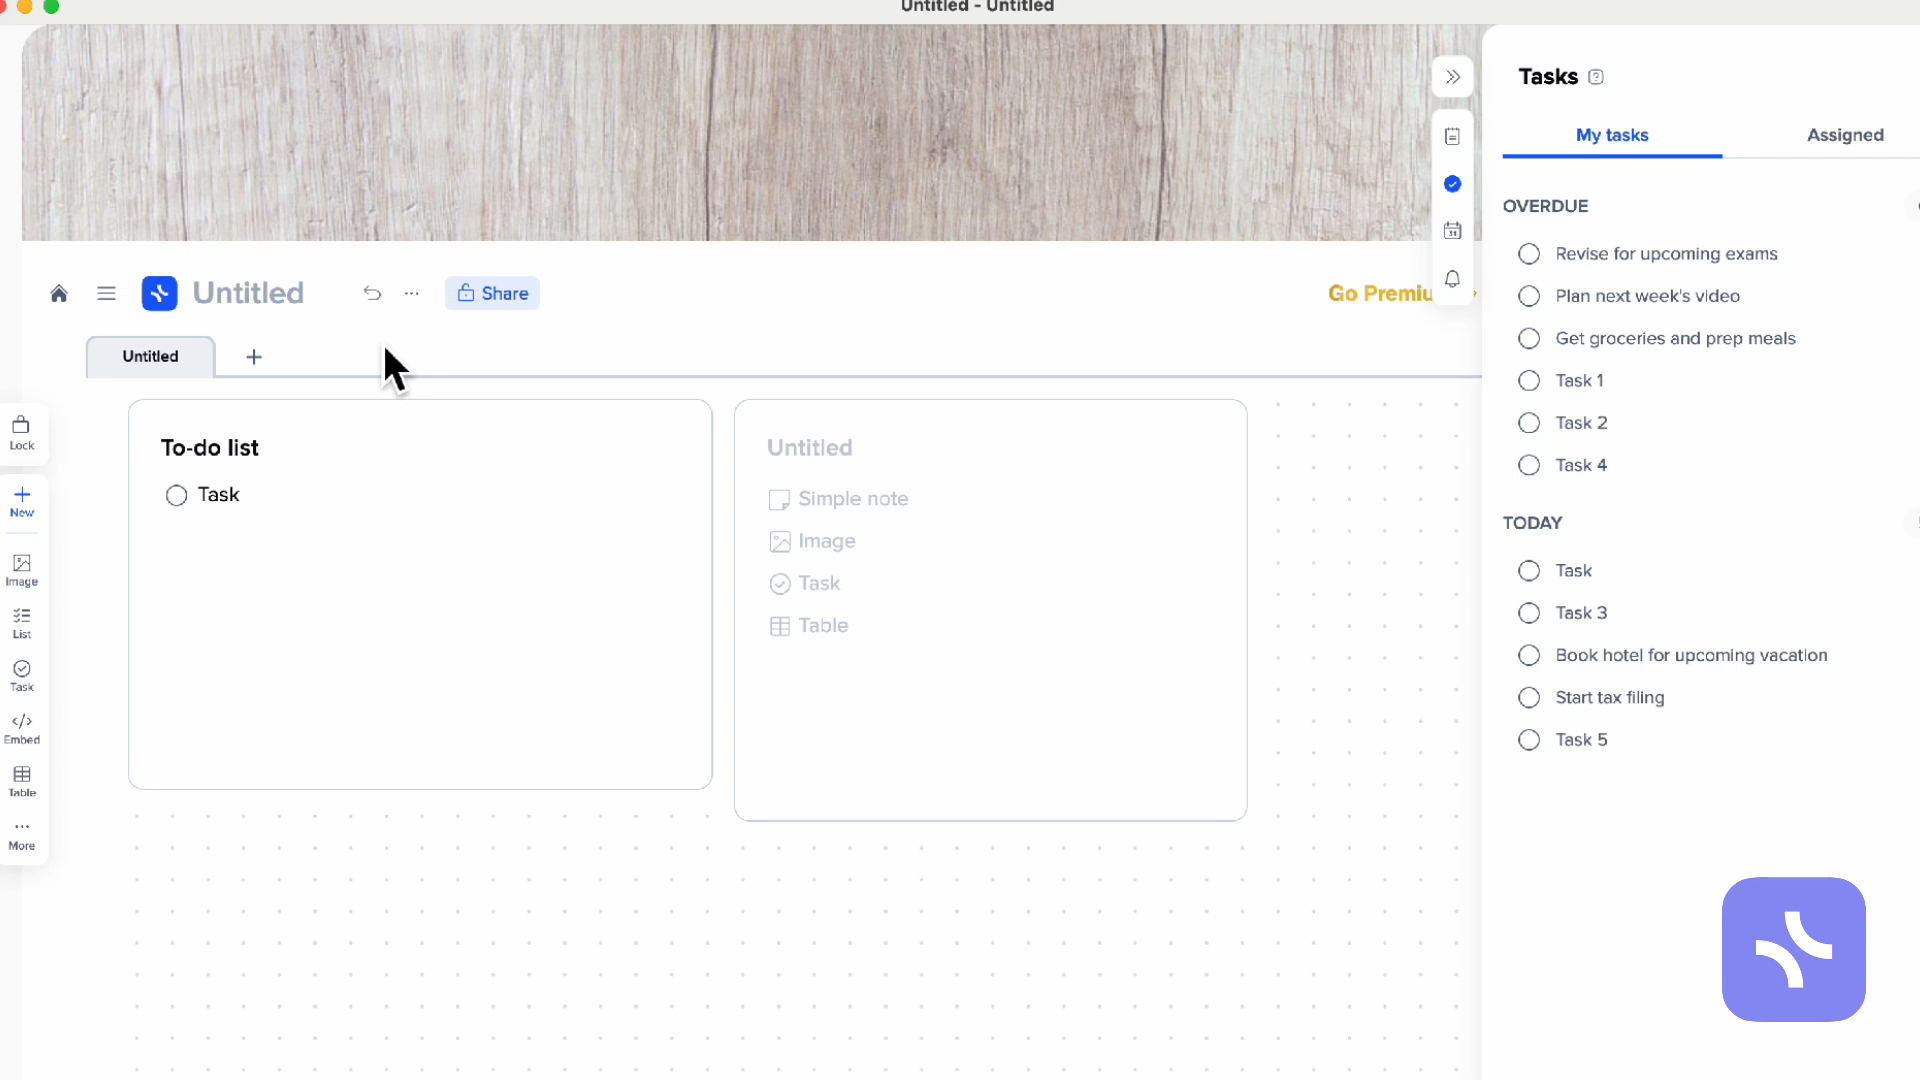 Untitled - Untitled
Tasks
My tasks
Assigned
OVERDUE
Revise for upcoming exams
Plan next week's video
Get groceries and prep meals
Task 1
Task 2
Task 4
TODAY
Task
Task 3
Book hotel for upcoming vacation
Start tax filing
Task 5
Untitled
Share
Go Premiu
Untitled
To-do list
Task
Untitled
Simple note
Image
Task
Table
Lock
New
Image
List
Task
Embed
Table
More